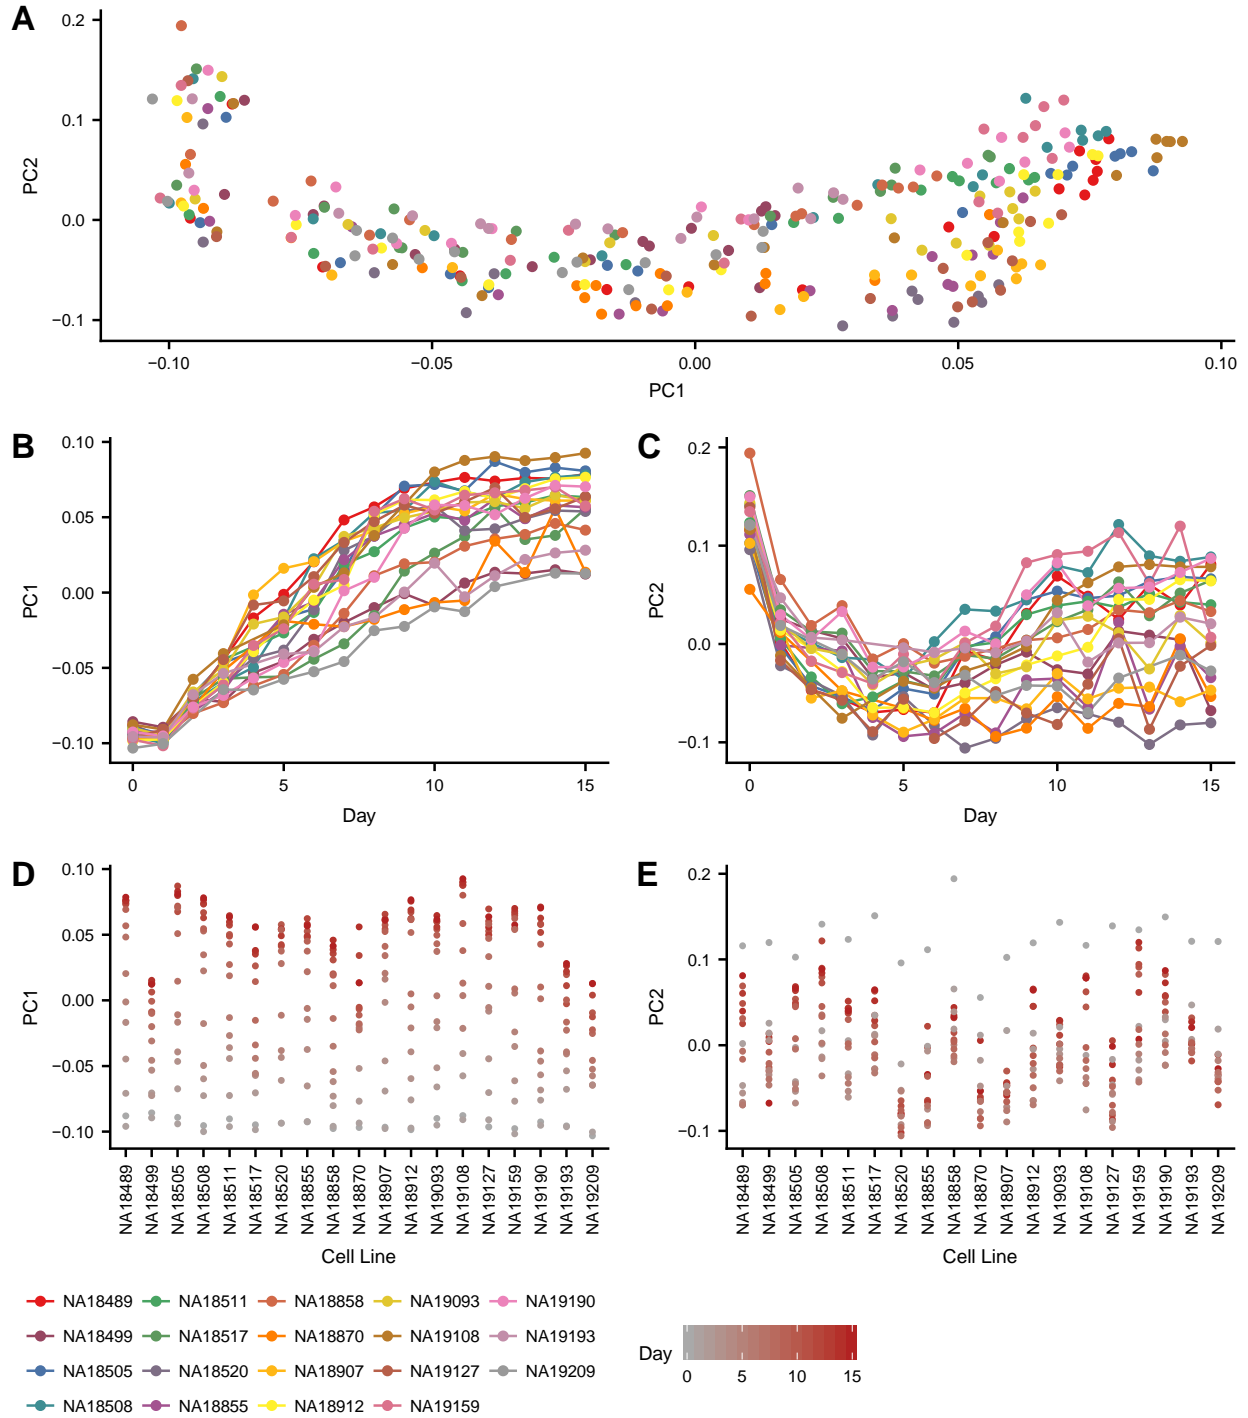 A
0.2
0.1
0.0
−0.1
PC2
−0.10
−0.05
0.00
0.05
0.10
PC1
B
0.10
0.05
0.00
−0.05
−0.10
PC1
0
5
10
15
Day
C
0.2
0.1
0.0
−0.1
PC2
0
5
10
15
Day
D
0.10
0.05
0.00
−0.05
−0.10
PC1
NA18489
NA18499
NA18505
NA18508
NA18511
NA18517
NA18520
NA18855
NA18858
NA18870
NA18907
NA18912
NA19093
NA19108
NA19127
NA19159
NA19190
NA19193
NA19209
Cell Line
E
0.2
0.1
0.0
−0.1
PC2
NA18489
NA18499
NA18505
NA18508
NA18511
NA18517
NA18520
NA18855
NA18858
NA18870
NA18907
NA18912
NA19093
NA19108
NA19127
NA19159
NA19190
NA19193
NA19209
Cell Line
NA18489 NA18511 NA18858 NA19093 NA19190
NA18499 NA18517 NA18870 NA19108 NA19193
NA18505 NA18520 NA18907 NA19127 NA19209
NA18508 NA18855 NA18912 NA19159
Day
0 5 10 15